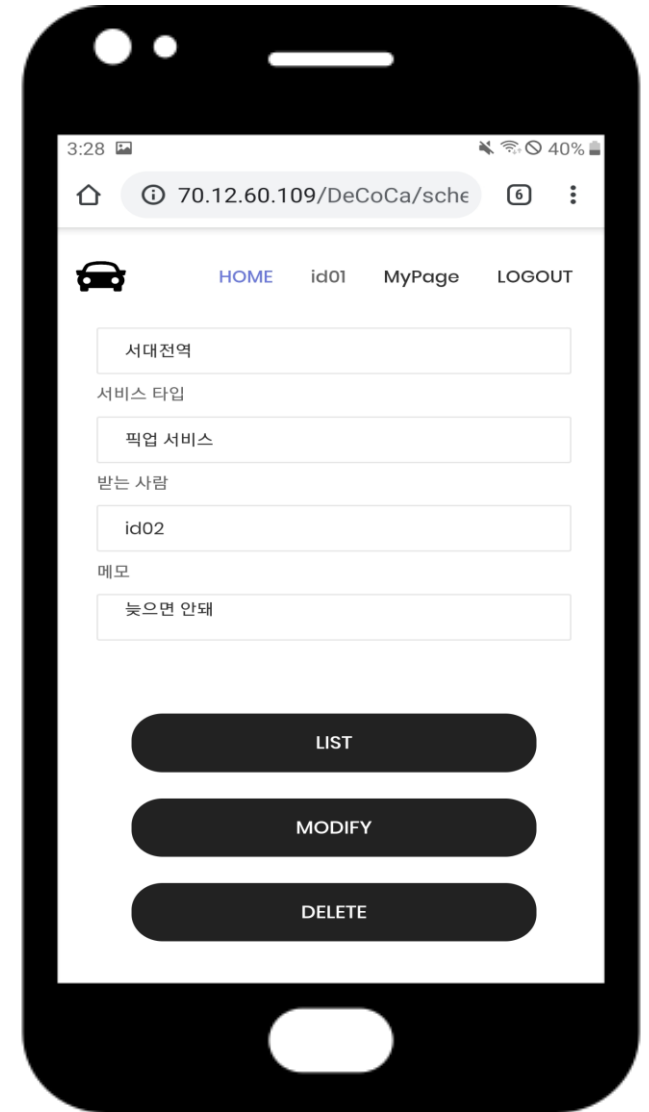 3:28 40%
70.12.60.109/DeCoCa/sche 6
HOME id01 MyPage LOGOUT
서대전역
서비스 타입
픽업 서비스
받는 사람
id02
메모
늦으면 안돼
LIST
MODIFY
DELETE